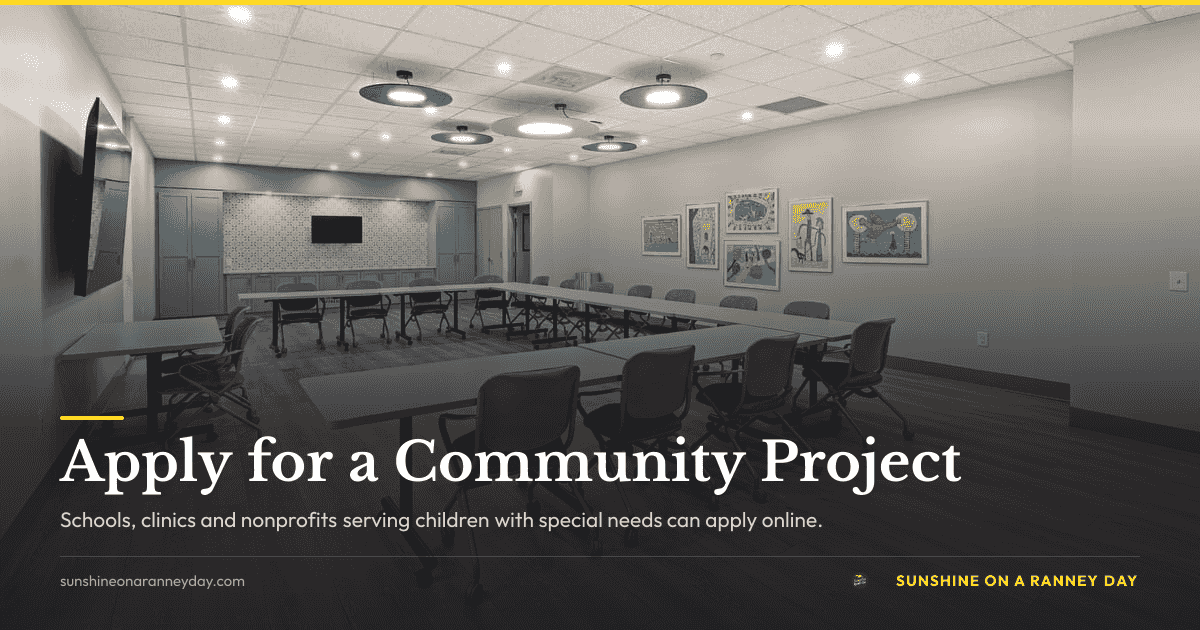 Apply for a Community Project
Schools, clinics and nonprofits serving children with special needs can apply online.
sunshineonaranneyday.com
SUNSHINE ON A RANNEY DAY